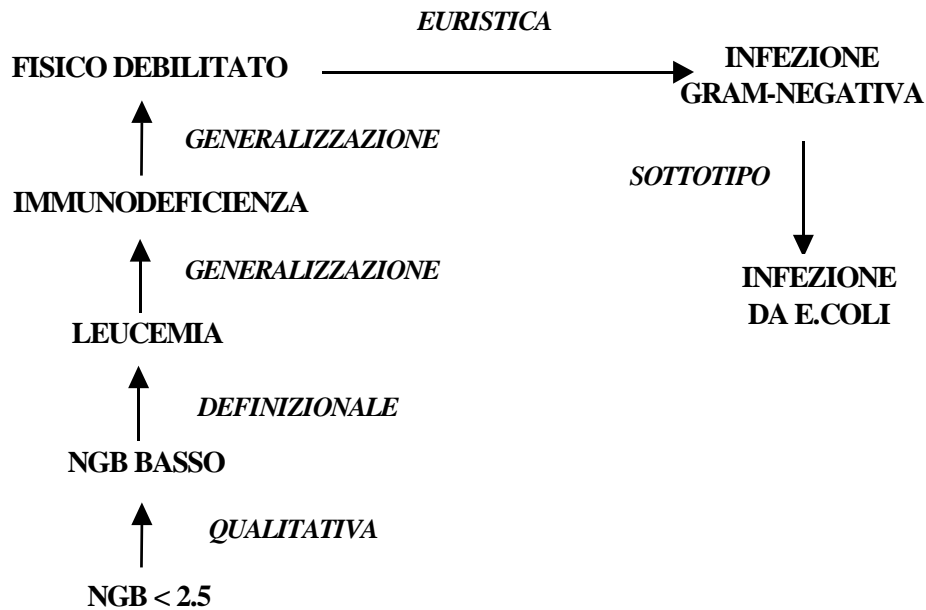 EURISTICA
FISICO DEBILITATO
INFEZIONE
GRAM-NEGATIVA
GENERALIZZAZIONE
SOTTOTIPO
IMMUNODEFICIENZA
GENERALIZZAZIONE
INFEZIONE
DA E.COLI
LEUCEMIA
DEFINIZIONALE
NGB BASSO
QUALITATIVA
NGB < 2.5